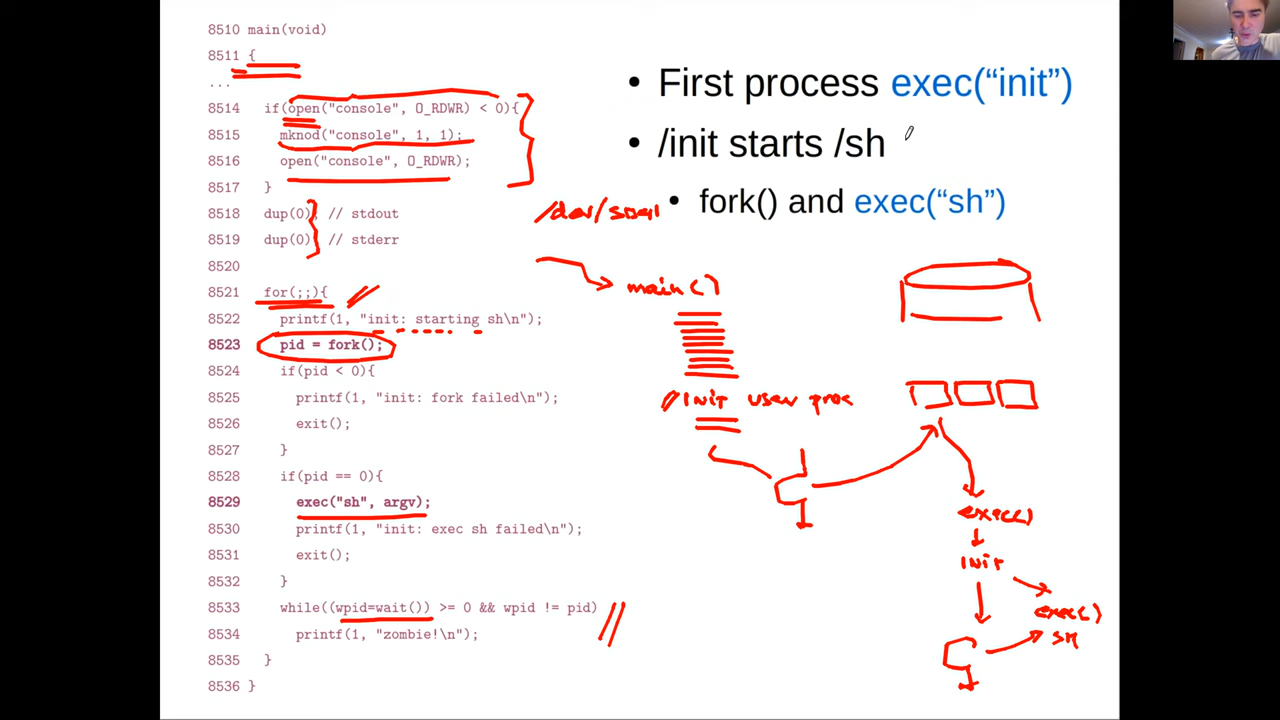 8510 main(void)
8511 {
...
8514 if(open("console", O_RDWR) < 0){
8515 mknod("console", 1, 1);
8516 open("console", O_RDWR);
8517 }
8518 dup(0) // stdout
8519 dup(0) // stderr
8520
8521 for(;;){
8522 printf(1, "init: starting sh\n");
8523 pid = fork();
8524 if(pid < 0){
8525 printf(1, "init: fork failed\n");
8526 exit();
8527 }
8528 if(pid == 0){
8529 exec("sh", argv);
8530 printf(1, "init: exec sh failed\n");
8531 exit();
8532 }
8533 while((wpid=wait()) >= 0 && wpid != pid)
8534 printf(1, "zombie!\n");
8535 }
8536 }
• First process exec(“init”)
• /init starts /sh
• fork() and exec(“sh”)
/dev/
main()
/init user proc
exec()
init
exec()
sh